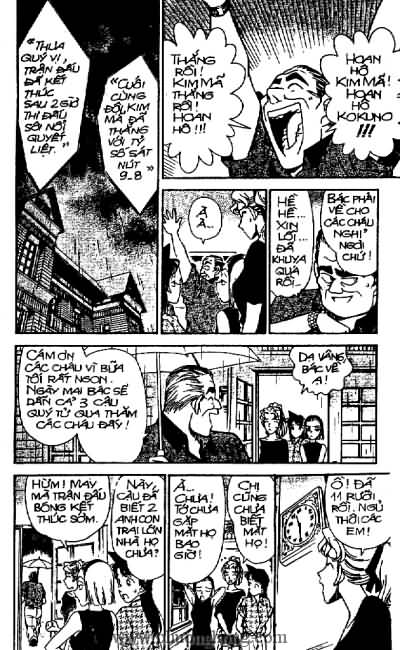 "THƯA
QUÝ VỊ,
TRẬN ĐẤU
ĐÃ KẾT
THÚC
SAU 2 GIỜ
THI ĐẤU
SÔI NỔI
QUYẾT
LIỆT."
"CUỐI
CÙNG
ĐỘI KIM
MÃ ĐÃ
THẮNG
VỚI TỶ
SỐ SÁT
NÚT
9_8"
THẮNG
RỒI!
KIM MÃ
THẮNG
RỒI!
HOAN
HÔ!!!
HOAN
HÔ
KIM MÃ!
HOAN
HÔ
KOKUNO
!!!
À
À...
HỀ
HỀ...
XIN
LỖI...
ĐÃ
KHUYA
QUÁ
RỒI...
BÁC PHẢI
VỀ CHO
CÁC CHÁU
NGHỈ
NGƠI
CHỨ!
CÁM ƠN
CÁC CHÁU VÌ BỮA
TỐI RẤT NGON.
NGÀY MAI BÁC SẼ
DẪN CẢ 3 CẬU
QUÝ TỬ QUA THĂM
CÁC CHÁU ĐẤY!
DẠ VÂNG,
BÁC VỀ
Ạ!
HỪM! MAY
MÀ TRẬN ĐẤU
BỖNG KẾT
THÚC SỚM.
NÀY,
CẬU ĐÃ
BIẾT 2
ANH CON
TRAI LỚN
NHÀ HỌ
CHƯA?
À...
CHƯA!
TỚ CHƯA
GẶP
MẶT HỌ
BAO
GIỜ!
CHỊ
CŨNG
CHƯA
BIẾT
MẶT
HỌ!
Ồ! ĐÃ
11 RƯỠI
RỒI. NGỦ
THÔI CÁC
EM!